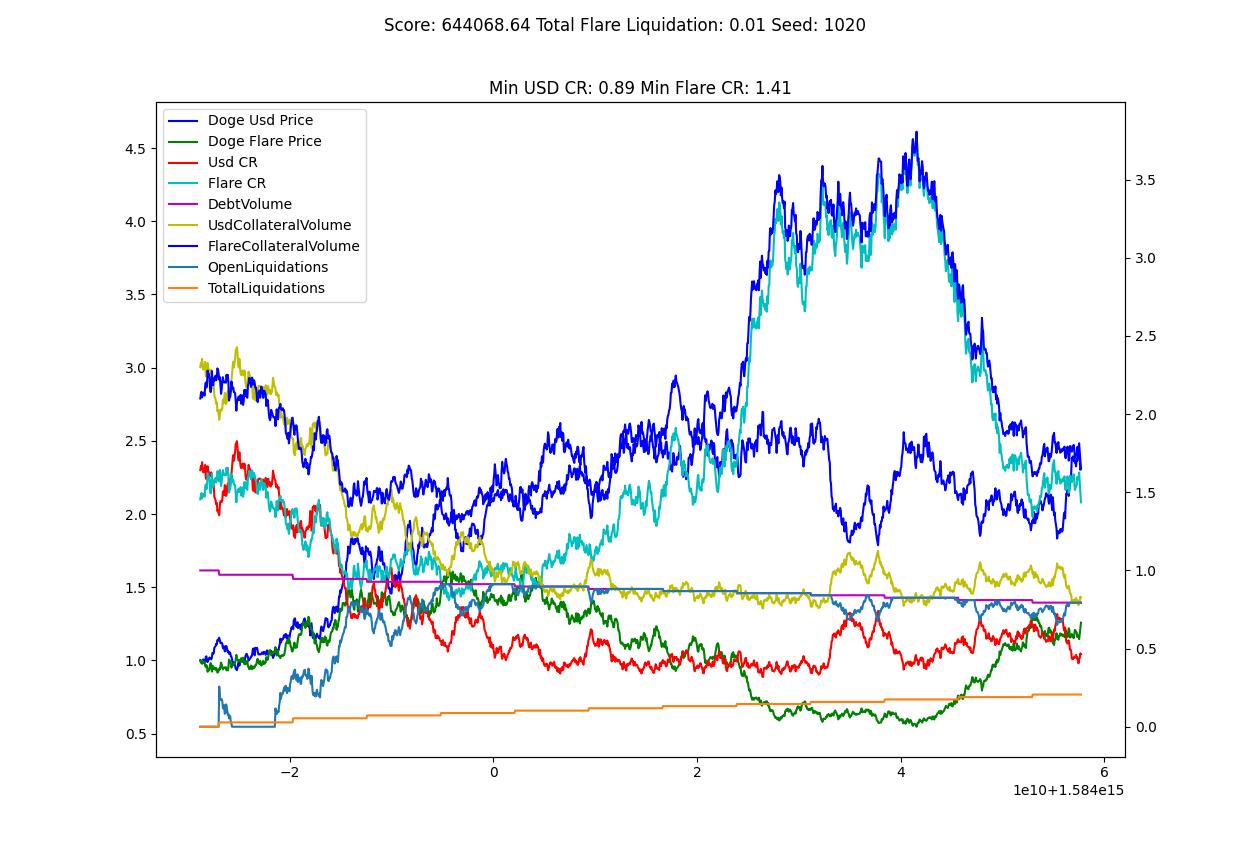 Score: 644068.64 Total Flare Liquidation: 0.01 Seed: 1020
Min USD CR: 0.89 Min Flare CR: 1.41
Doge Usd Price
Doge Flare Price
Usd CR
Flare CR
DebtVolume
UsdCollateralVolume
FlareCollateralVolume
OpenLiquidations
TotalLiquidations
4.5
4.0
3.5
3.0
2.5
2.0
1.5
1.0
0.5
3.5
3.0
2.5
2.0
1.5
1.0
0.5
0.0
−2 0 2 4 6
1e10+1.584e15